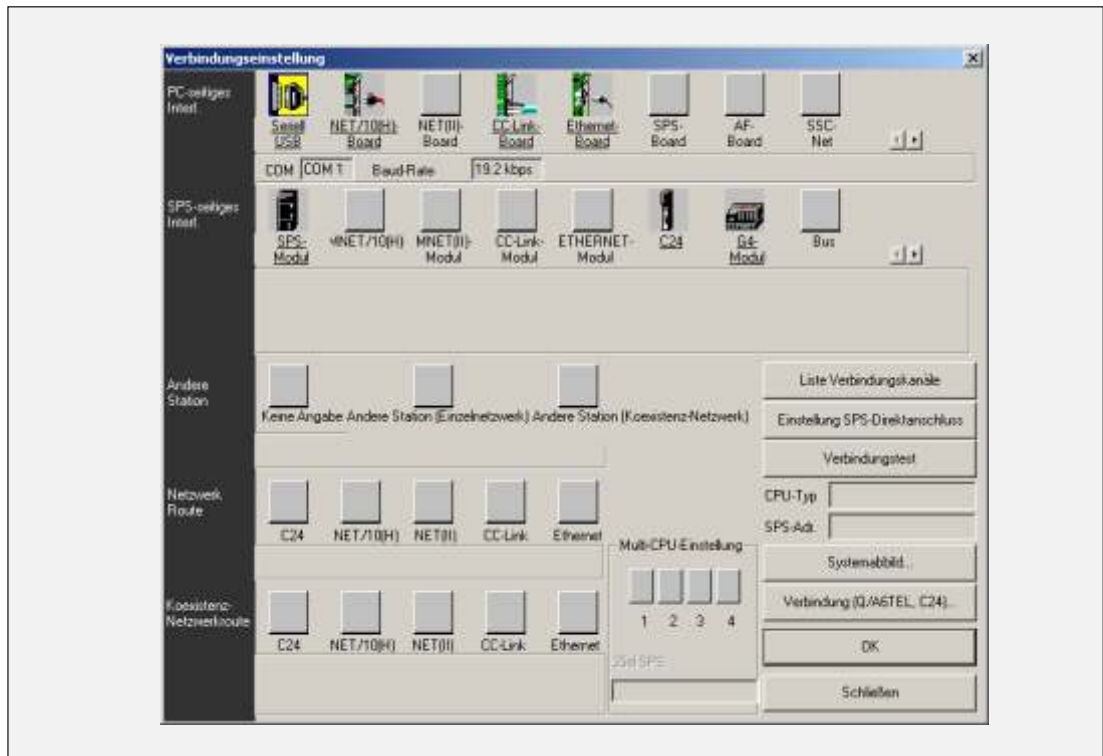 Verbindungseinstellung
PC-seitiges
Interf.
Seriell
USB
NET/10(H)-
Board
NET(II)-
Board
CC-Link-
Board
Ethernet-
Board
SPS-
Board
AF-
Board
SSC-
Net
COM COM 1 Baud-Rate 19.2 kbps
SPS-seitiges
Interf.
SPS-
Modul
MNET/10(H)
MNET(II)-
Modul
CC-Link-
Modul
ETHERNET-
Modul
C24
G4-
Modul
Bus
Andere
Station
Keine Angabe Andere Station (Einzelnetzwerk) Andere Station (Koexistenz-Netzwerk)
Liste Verbindungskanäle
Einstellung SPS-Direktanschluss
Verbindungstest
CPU-Typ
SPS-Adr.
Netzwerk
Route
C24 NET/10(H) NET(II) CC-Link Ethernet
Multi-CPU-Einstellung
1 2 3 4
Systemabbild...
Verbindung (Q/A6TEL, C24)...
OK
Schließen
Koexistenz-
Netzwerkroute
C24 NET/10(H) NET(II) CC-Link Ethernet
SPS